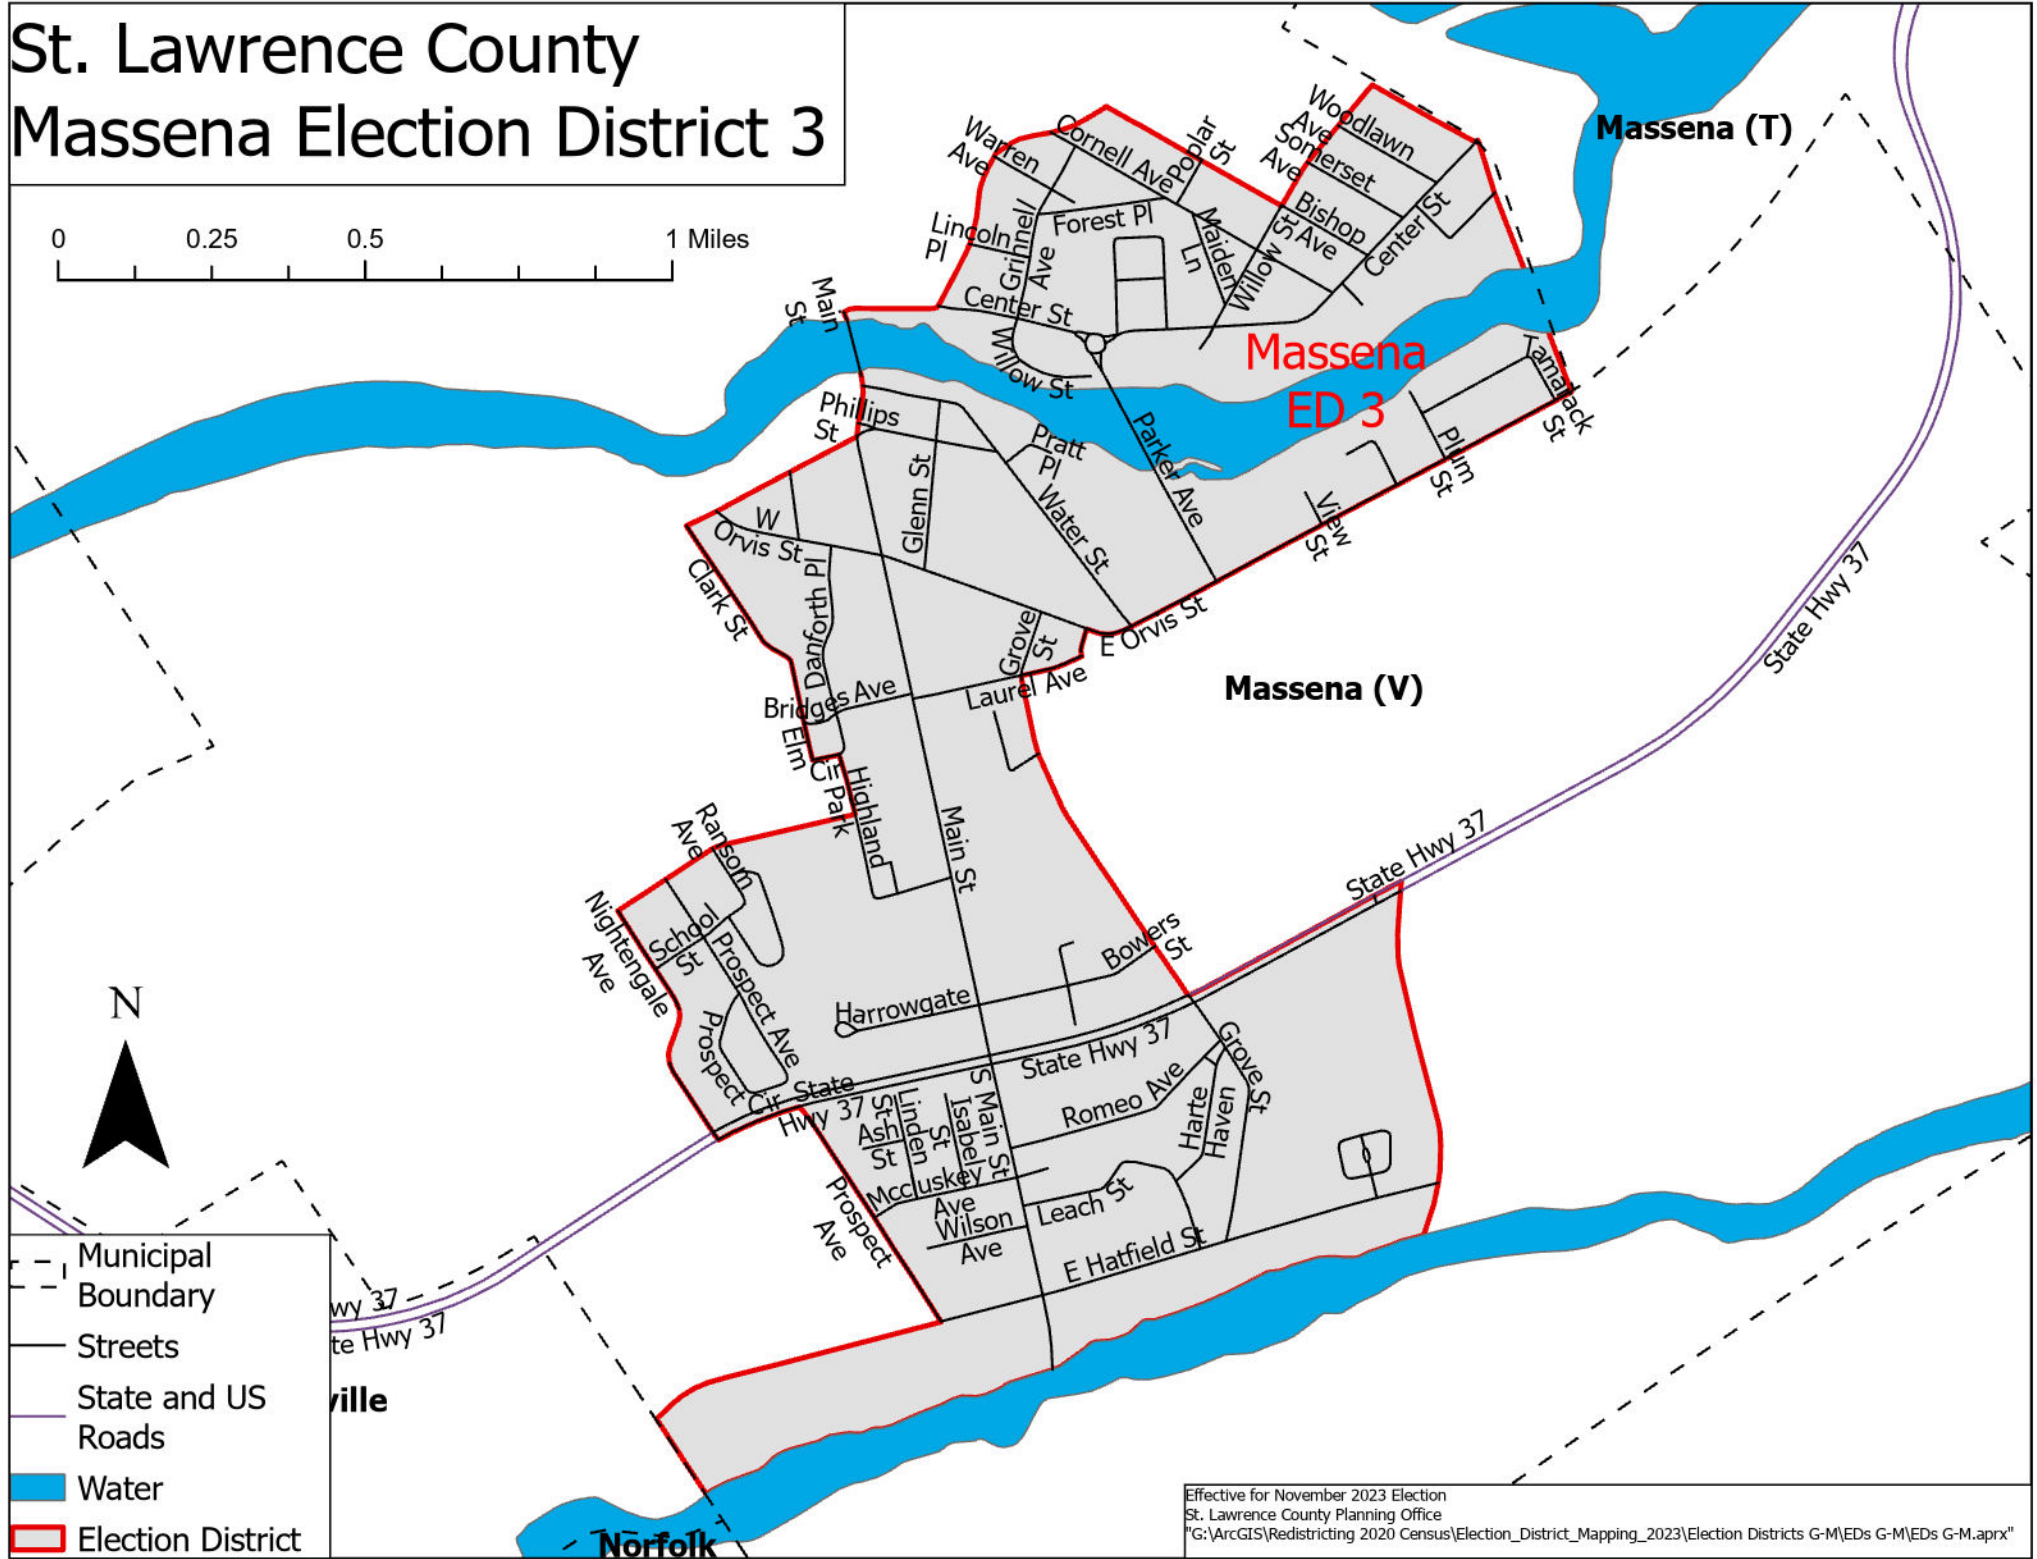 St. Lawrence County
Massena Election District 3
0 0.25 0.5 1 Miles
Massena (T)
Woodlawn
Ave
Somerset
Ave
Poplar
St
Cornell Ave
Warren
Ave
Forest Pl
Lincoln
Pl
Grinnell
Ave
Maiden
Ln
Bishop
Ave
Willow St
Center St
Center St
Main
St
Willow St
Massena
ED 3
Tamarack
St
Phillips
St
Pratt
Pl
Parker Ave
Plum
St
Glenn St
Water St
View
St
W
Orvis St
Clark St
Danforth Pl
Grove
St
E Orvis St
State Hwy 37
Massena (V)
Bridges Ave
Laurel Ave
Elm
Cir
Highland
Park
Main St
Ransom
Ave
State Hwy 37
Nightengale
Ave
School
St
Prospect Ave
Bowers
St
Harrowgate
Prospect
Cir
State
Hwy 37
State Hwy 37
Grove St
S Main St
Romeo Ave
Harte
Haven
Linden
St
Isabel
St
Ash
St
Mccluskey
Ave
Wilson
Ave
Leach St
E Hatfield St
Prospect
Ave
N
wy 37
te Hwy 37
ville
Norfolk
Municipal
Boundary
Streets
State and US
Roads
Water
Election District
Effective for November 2023 Election
St. Lawrence County Planning Office
"G:\ArcGIS\Redistricting 2020 Census\Election_District_Mapping_2023\Election Districts G-M\EDs G-M\EDs G-M.aprx"